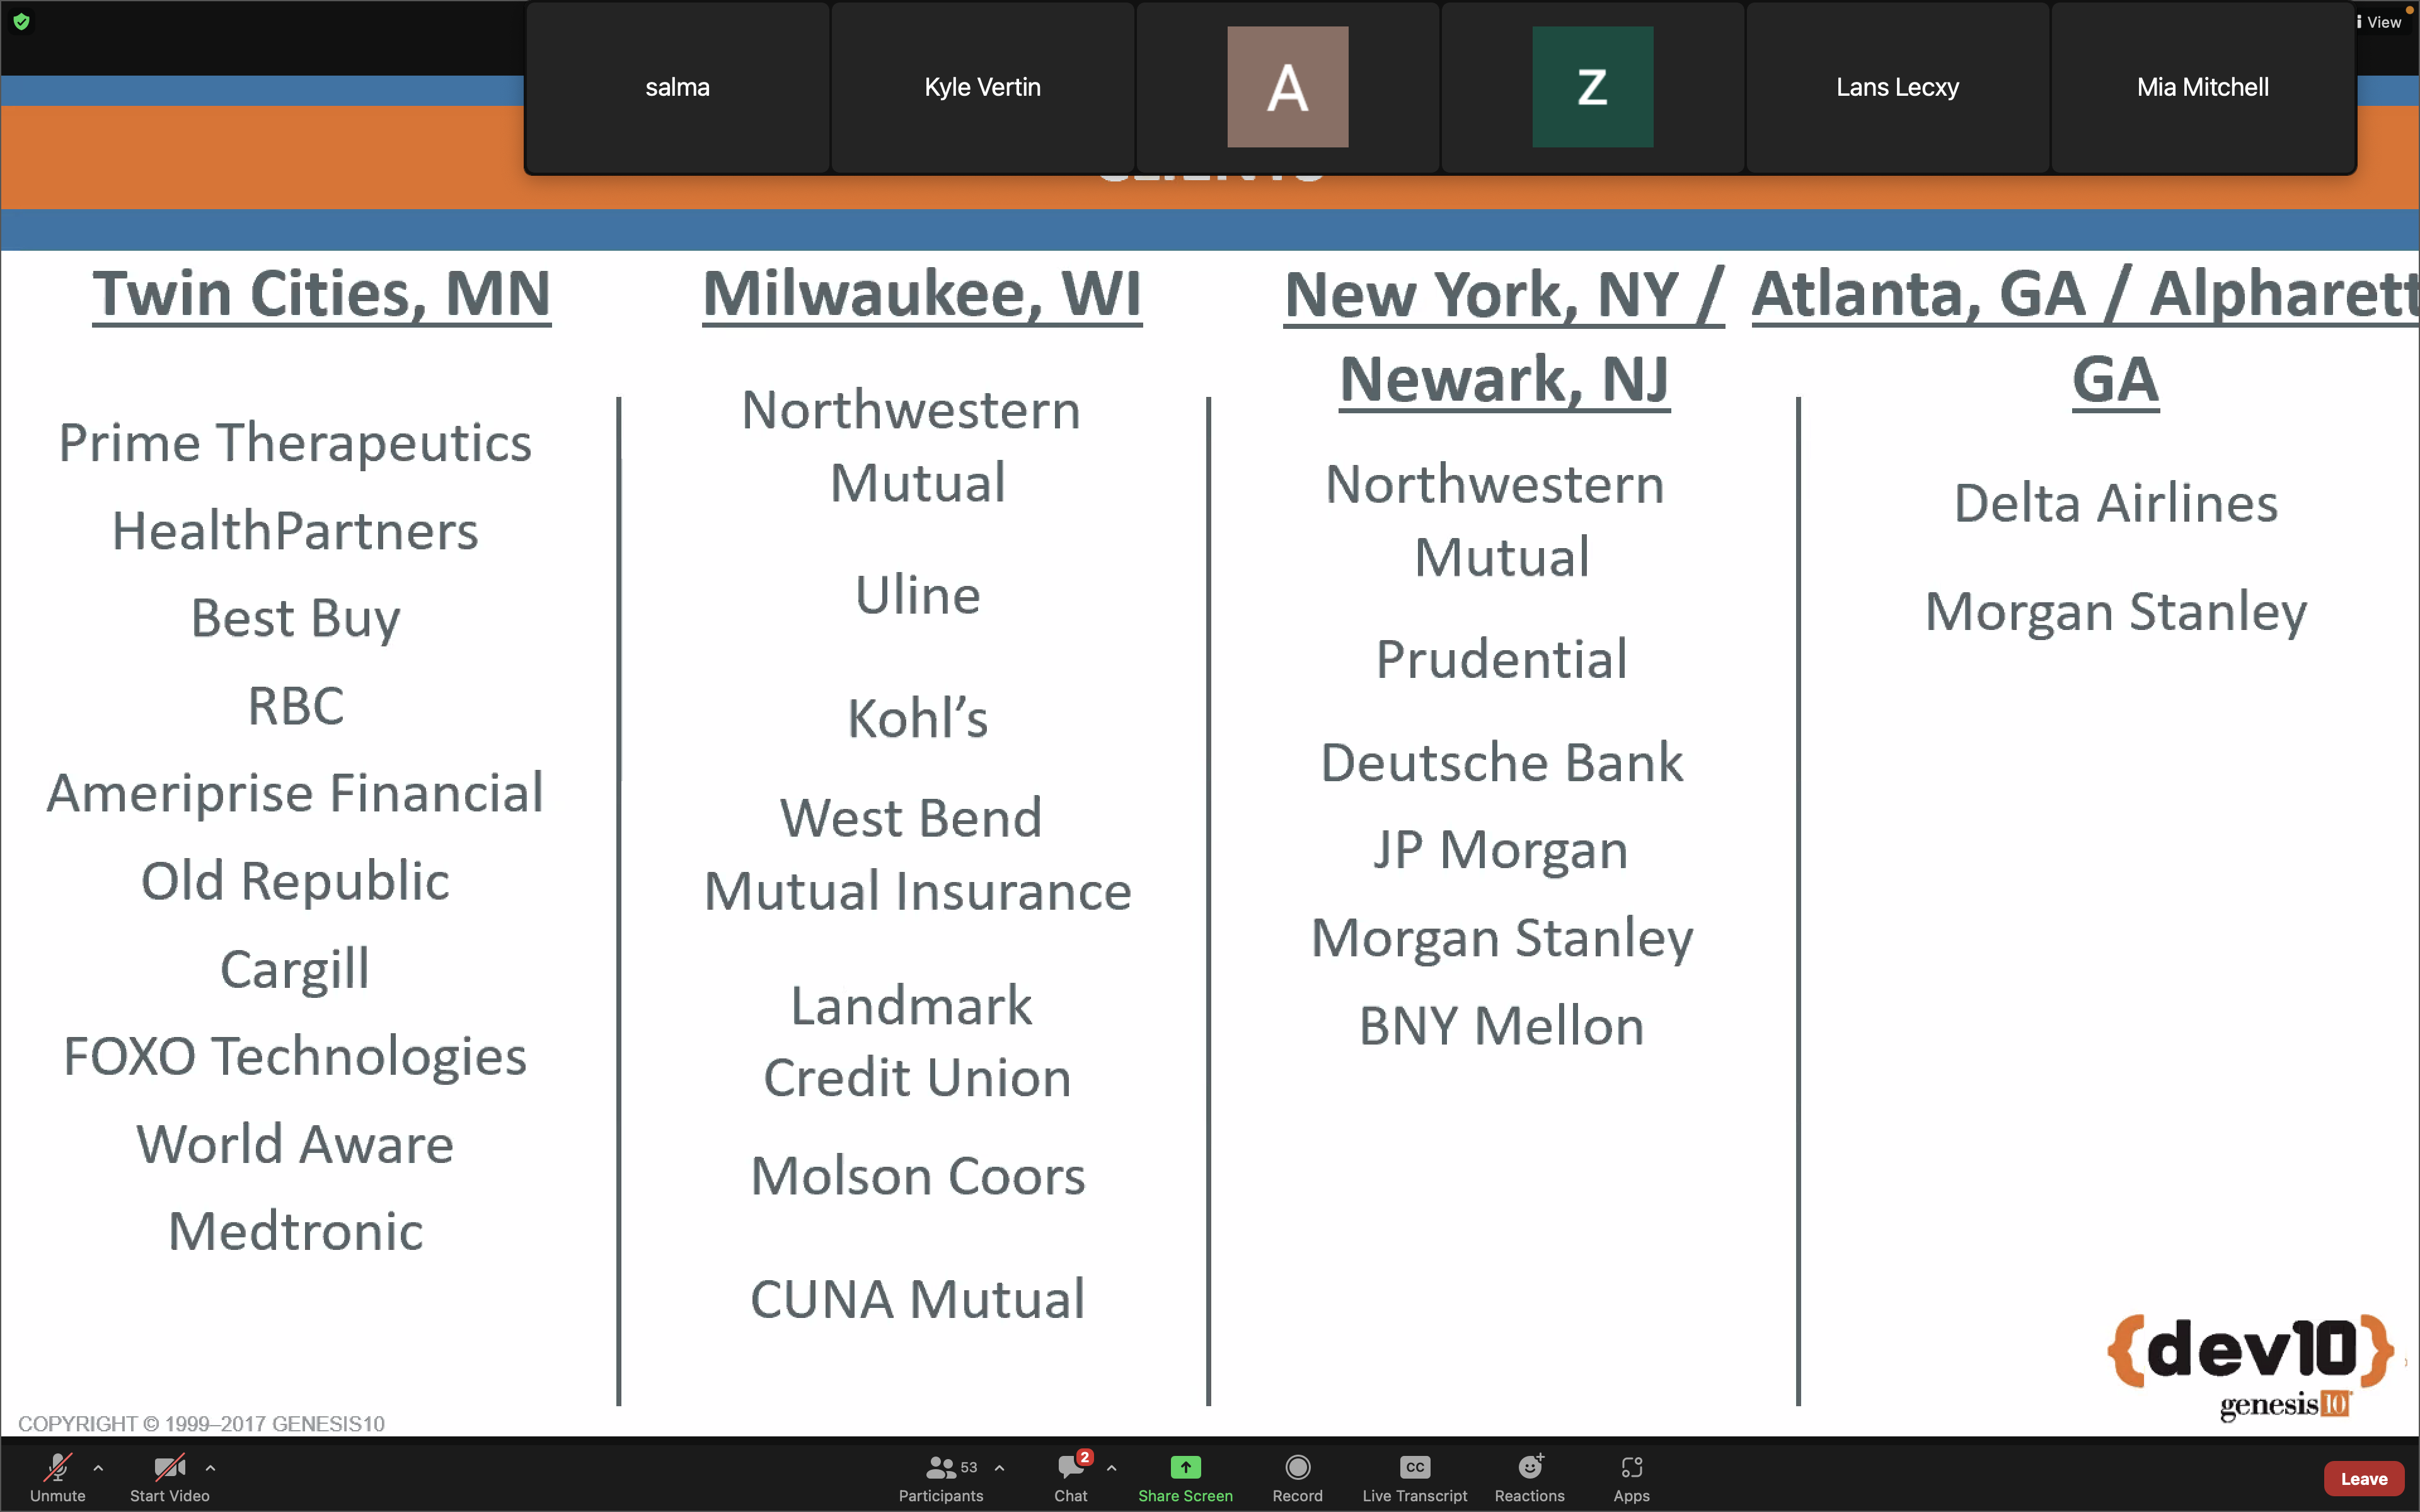 salma
Kyle Vertin
A
Z
Lans Lecxy
Mia Mitchell
View
Twin Cities, MN
Prime Therapeutics
HealthPartners
Best Buy
RBC
Ameriprise Financial
Old Republic
Cargill
FOXO Technologies
World Aware
Medtronic
Milwaukee, WI
Northwestern
Mutual
Uline
Kohl's
West Bend
Mutual Insurance
Landmark
Credit Union
Molson Coors
CUNA Mutual
New York, NY /
Newark, NJ
Northwestern
Mutual
Prudential
Deutsche Bank
JP Morgan
Morgan Stanley
BNY Mellon
Atlanta, GA / Alpharett
GA
Delta Airlines
Morgan Stanley
{dev10}
genesis10
COPYRIGHT © 1999–2017 GENESIS10
Unmute
Start Video
53
Participants
2
Chat
Share Screen
Record
CC
Live Transcript
Reactions
Apps
Leave